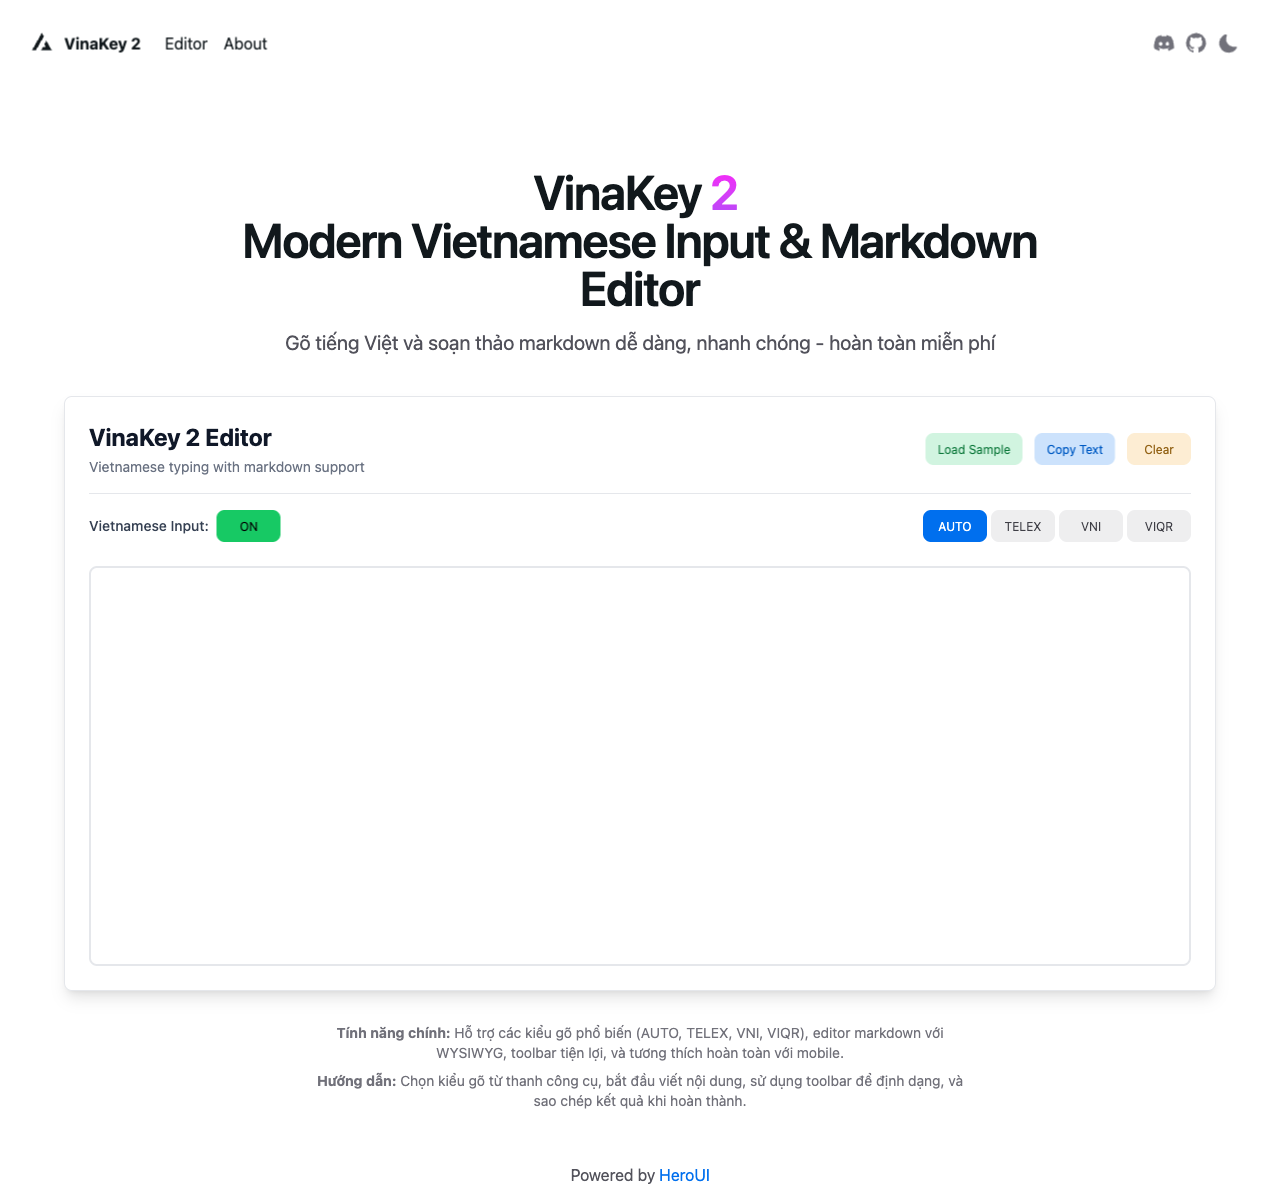 VinaKey 2
Editor
About
VinaKey 2
Modern Vietnamese Input & Markdown
Editor
Gõ tiếng Việt và soạn thảo markdown dễ dàng, nhanh chóng - hoàn toàn miễn phí
VinaKey 2 Editor
Vietnamese typing with markdown support
Load Sample
Copy Text
Clear
Vietnamese Input:
ON
AUTO
TELEX
VNI
VIQR
Tính năng chính: Hỗ trợ các kiểu gõ phổ biến (AUTO, TELEX, VNI, VIQR), editor markdown với
WYSIWYG, toolbar tiện lợi, và tương thích hoàn toàn với mobile.
Hướng dẫn: Chọn kiểu gõ từ thanh công cụ, bắt đầu viết nội dung, sử dụng toolbar để định dạng, và
sao chép kết quả khi hoàn thành.
Powered by HeroUI